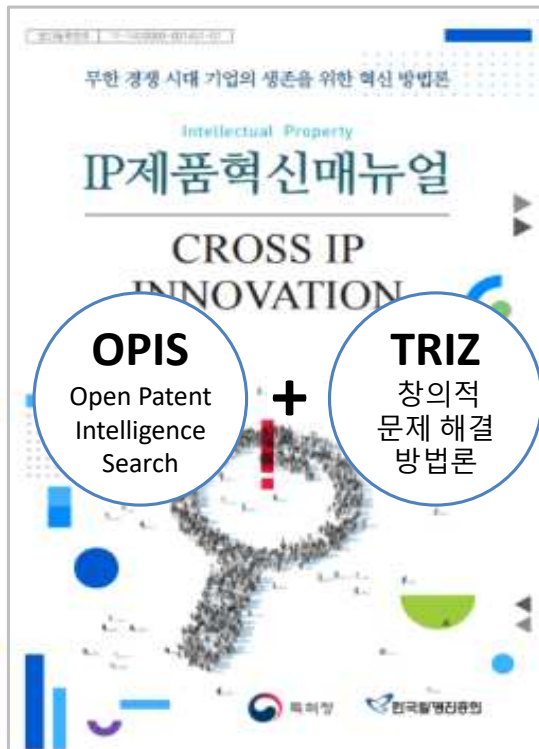 무한 경쟁 시대 기업의 생존을 위한 혁신 방법론
Intellectual Property
IP제품혁신매뉴얼
CROSS IP
INNOVATION
OPIS
Open Patent
Intelligence
Search
+
TRIZ
창의적
문제 해결
방법론
특허청
한국발명진흥회